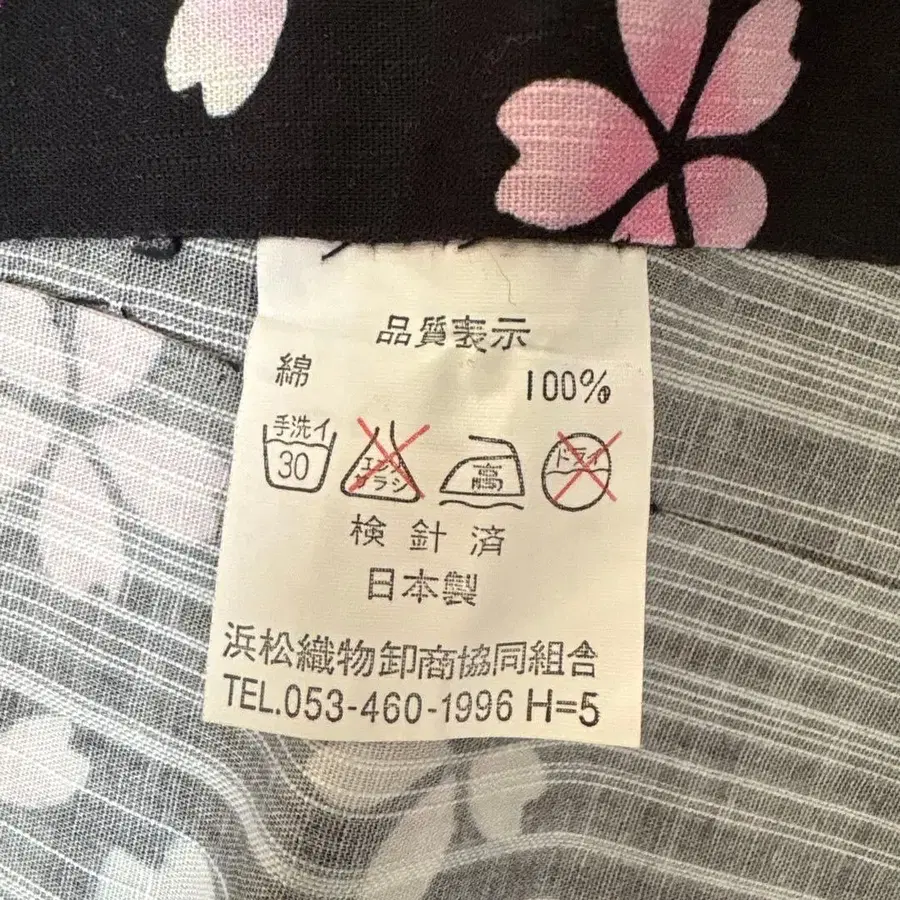 品質表示
綿 100%
手洗イ 30 エンソサラシ 高 ドライ
検針済
日本製
浜松織物卸商協同組合
TEL.053-460-1996 H=5